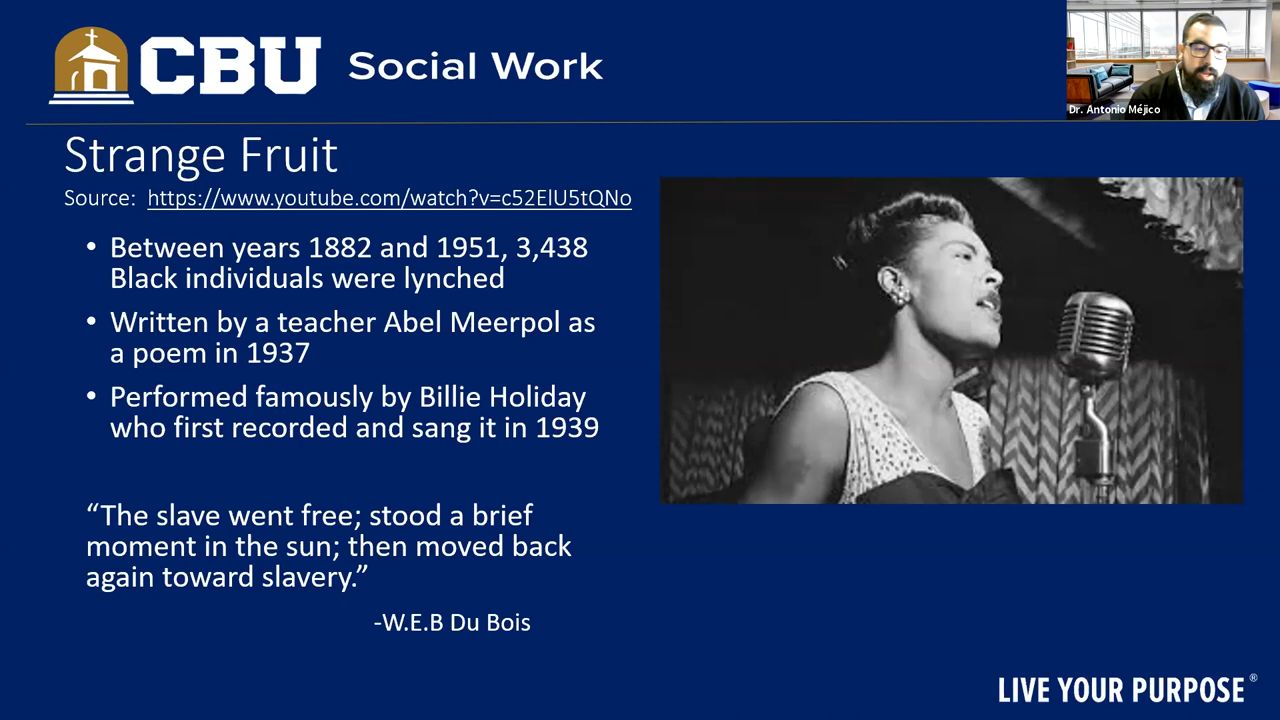 CBU Social Work
Dr. Antonio Méjico
Strange Fruit
Source: https://www.youtube.com/watch?v=c52ElU5tQNo
• Between years 1882 and 1951, 3,438
Black individuals were lynched
• Written by a teacher Abel Meerpol as
a poem in 1937
• Performed famously by Billie Holiday
who first recorded and sang it in 1939
“The slave went free; stood a brief
moment in the sun; then moved back
again toward slavery.”
-W.E.B Du Bois
LIVE YOUR PURPOSE®